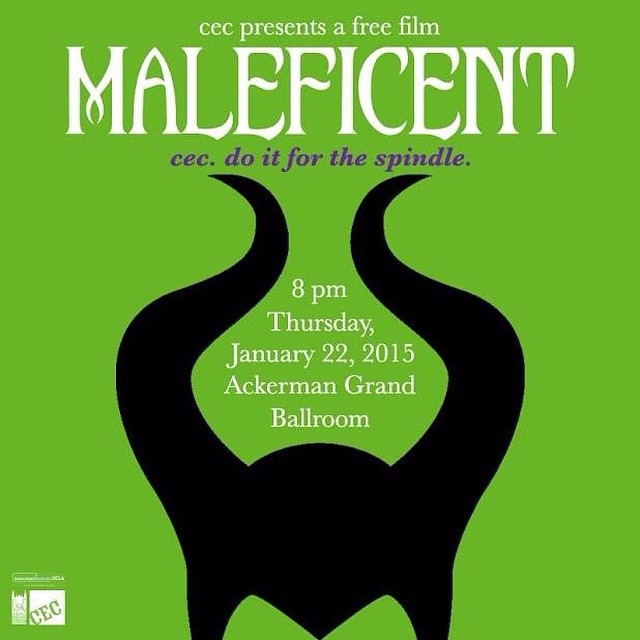 cec presents a free film
MALEFICENT
cec. do it for the spindle.
8 pm
Thursday,
January 22, 2015
Ackerman Grand
Ballroom
UCLA
CEC